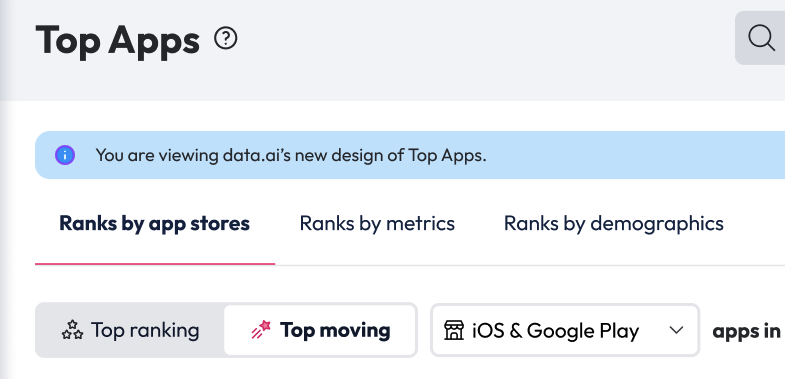 Top Apps
You are viewing data.ai's new design of Top Apps.
Ranks by app stores Ranks by metrics Ranks by demographics
Top ranking Top moving iOS & Google Play apps in